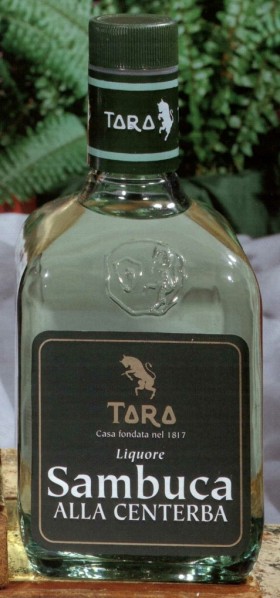 TORO
TORO
Casa fondata nel 1817
Liquore
Sambuca
ALLA CENTERBA